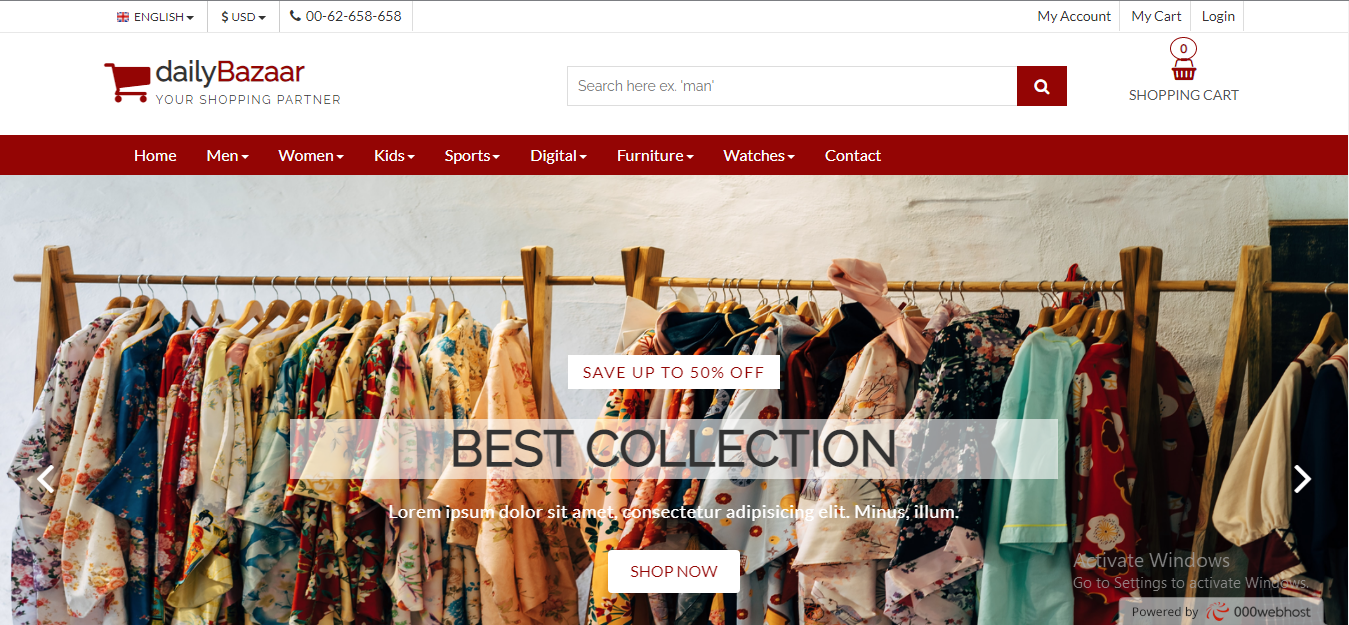 ENGLISH
$ USD
00-62-658-658
My Account
My Cart
Login
dailyBazaar
YOUR SHOPPING PARTNER
Search here ex. 'man'
0
SHOPPING CART
Home
Men
Women
Kids
Sports
Digital
Furniture
Watches
Contact
SAVE UP TO 50% OFF
BEST COLLECTION
Lorem ipsum dolor sit amet, consectetur adipisicing elit. Minus, illum.
SHOP NOW
Activate Windows
Go to Settings to activate Windows.
Powered by 000webhost